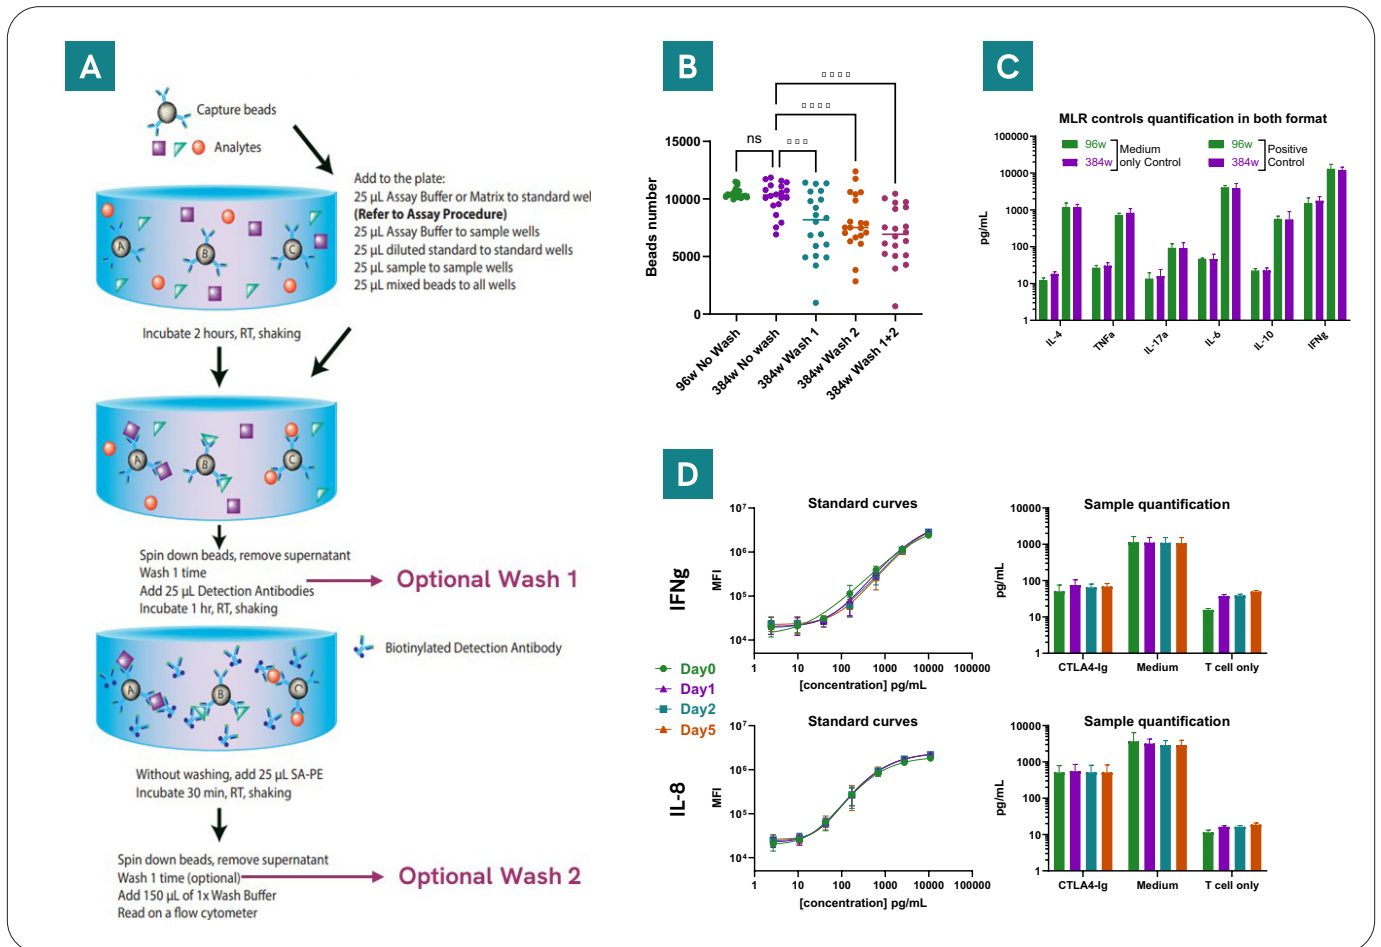 A
Capture beads
Analytes
Add to the plate:
25 µL Assay Buffer or Matrix to standard wel
(Refer to Assay Procedure)
25 µL Assay Buffer to sample wells
25 µL diluted standard to standard wells
25 µL sample to sample wells
25 µL mixed beads to all wells
A
B
C
Incubate 2 hours, RT, shaking
A
B
C
Spin down beads, remove supernatant
Wash 1 time
Add 25 µL Detection Antibodies
Incubate 1 hr, RT, shaking
Optional Wash 1
Biotinylated Detection Antibody
A
B
C
Without washing, add 25 µL SA-PE
Incubate 30 min, RT, shaking
Spin down beads, remove supernatant
Wash 1 time (optional)
Add 150 µL of 1x Wash Buffer
Read on a flow cytometer
Optional Wash 2
B
ns
Beads number
15000
10000
5000
0
96w No Wash
384w No wash
384w Wash 1
384w Wash 2
384w Wash 1+2
C
MLR controls quantification in both format
96w
384w
Medium
only Control
96w
384w
Positive
Control
pg/mL
100000
10000
1000
100
10
1
IL-4
TNFa
IL-17a
IL-6
IL-10
IFNg
D
IFNg
Standard curves
MFI
10⁷
10⁶
10⁵
10⁴
1
10
100
1000
10000
100000
[concentration] pg/mL
Sample quantification
pg/mL
10000
1000
100
10
1
CTLA4-Ig
Medium
T cell only
Day0
Day1
Day2
Day5
IL-8
Standard curves
MFI
10⁷
10⁶
10⁵
10⁴
1
10
100
1000
10000
100000
[concentration] pg/mL
Sample quantification
pg/mL
10000
1000
100
10
1
CTLA4-Ig
Medium
T cell only